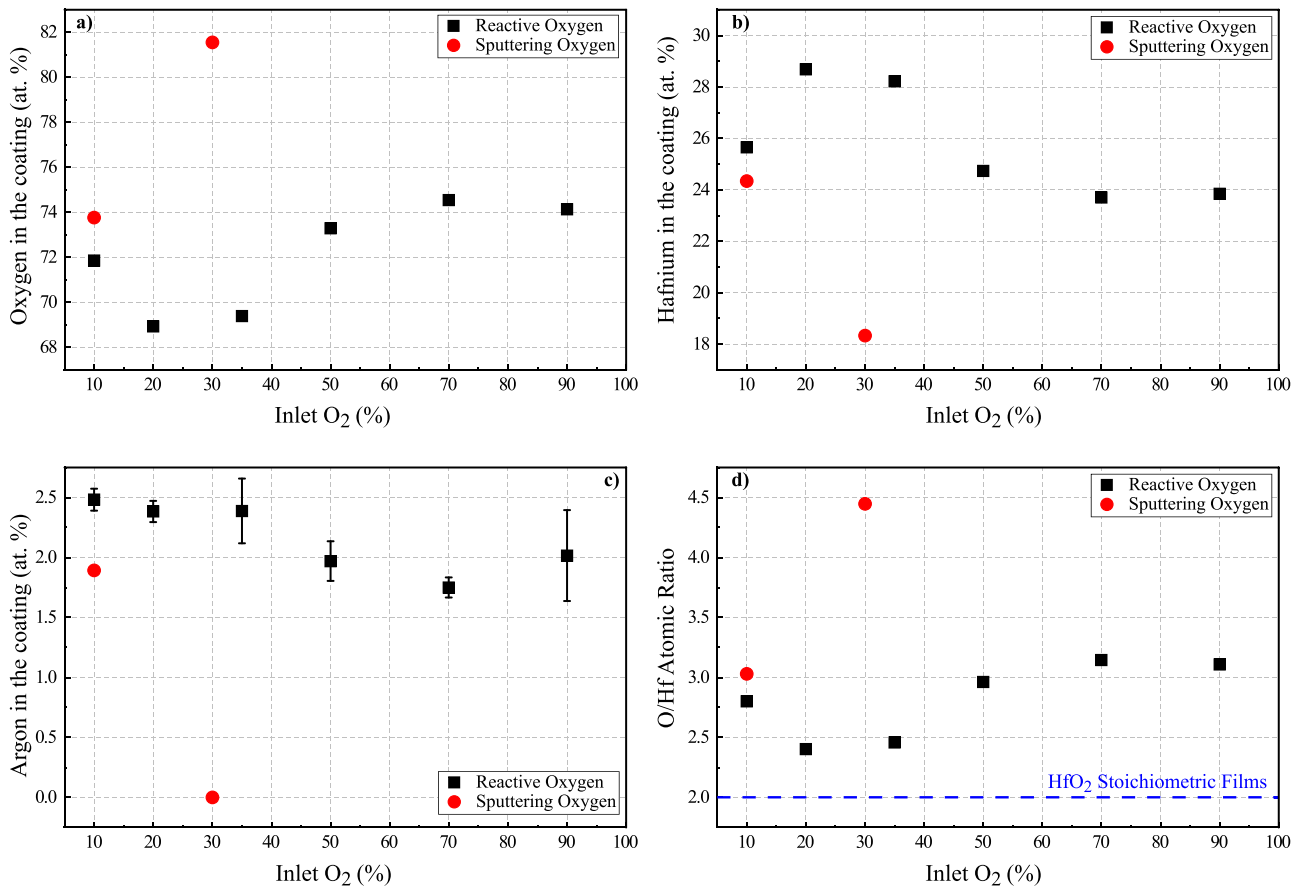 a)
Reactive Oxygen
Sputtering Oxygen
Oxygen in the coating (at. %)
82
80
78
76
74
72
70
68
10 20 30 40 50 60 70 80 90 100
Inlet O₂ (%)
b)
Reactive Oxygen
Sputtering Oxygen
Hafnium in the coating (at. %)
30
28
26
24
22
20
18
10 20 30 40 50 60 70 80 90 100
Inlet O₂ (%)
c)
Argon in the coating (at. %)
2.5
2.0
1.5
1.0
0.5
0.0
Reactive Oxygen
Sputtering Oxygen
10 20 30 40 50 60 70 80 90 100
Inlet O₂ (%)
d)
Reactive Oxygen
Sputtering Oxygen
O/Hf Atomic Ratio
4.5
4.0
3.5
3.0
2.5
2.0
HfO₂ Stoichiometric Films
10 20 30 40 50 60 70 80 90 100
Inlet O₂ (%)